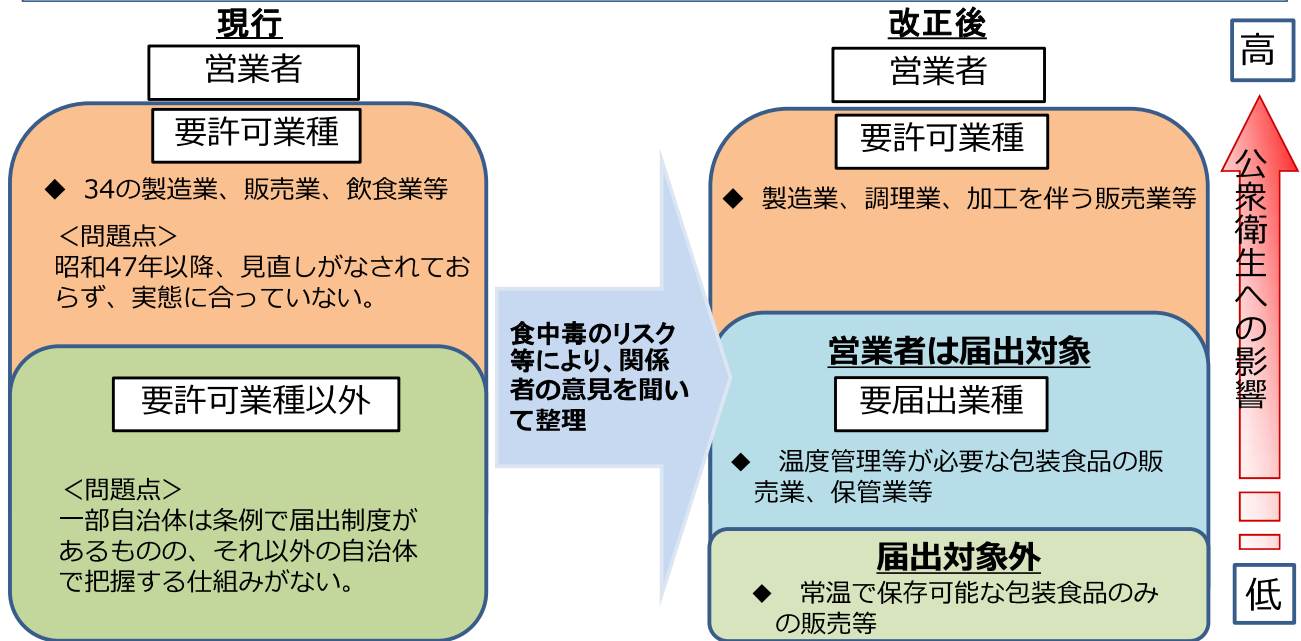 現行
営業者
要許可業種
◆ 34の製造業、販売業、飲食業等
＜問題点＞
昭和47年以降、見直しがなされてお
らず、実態に合っていない。
要許可業種以外
＜問題点＞
一部自治体は条例で届出制度が
あるものの、それ以外の自治体
で把握する仕組みがない。
食中毒のリスク
等により、関係
者の意見を聞い
て整理
改正後
営業者
要許可業種
◆ 製造業、調理業、加工を伴う販売業等
営業者は届出対象
要届出業種
◆ 温度管理等が必要な包装食品の販
売業、保管業等
届出対象外
◆ 常温で保存可能な包装食品のみ
の販売等
高
公衆衛生への影響
低